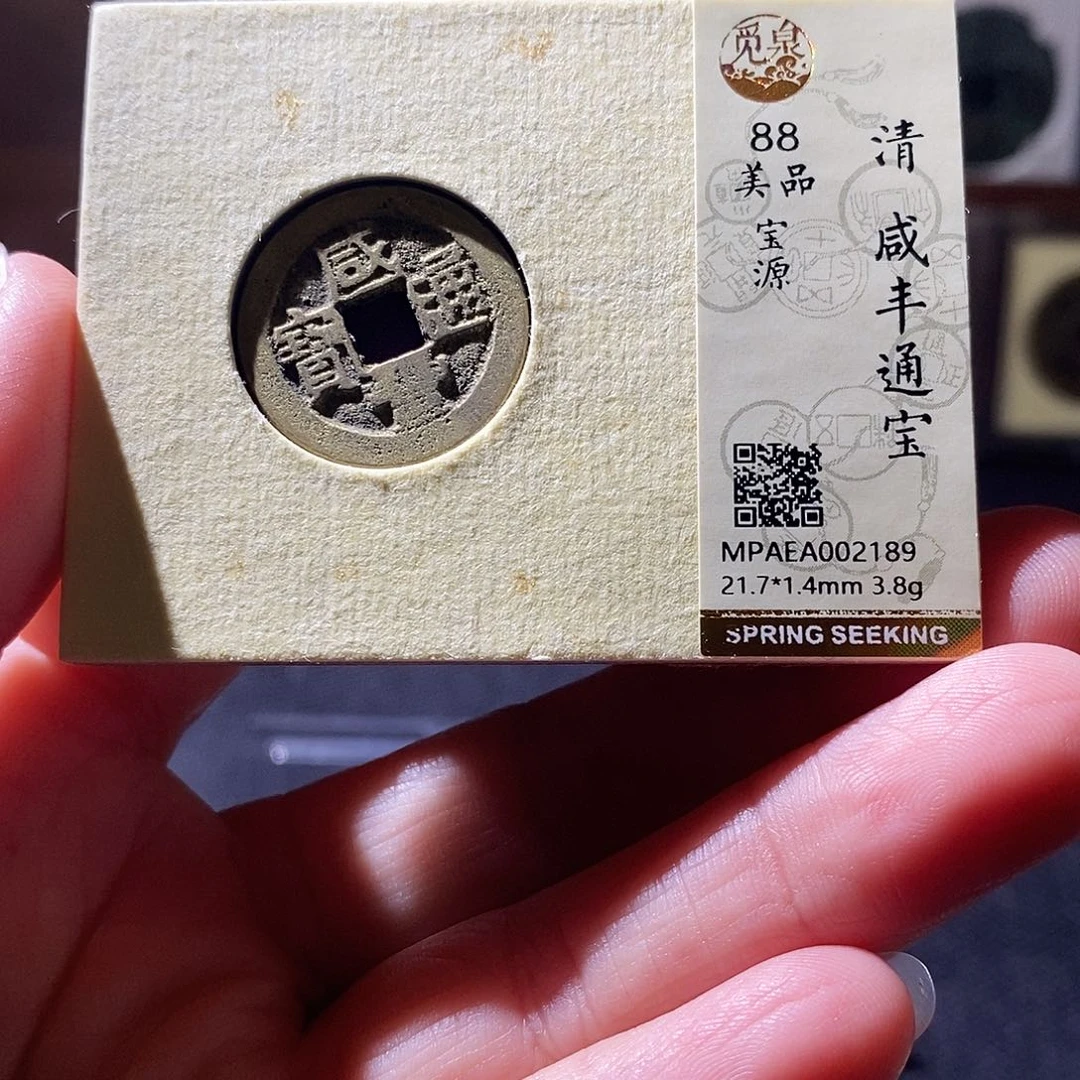 咸
寶 通
觅泉
88
美品
宝源
清 咸丰通宝
MPAEA002189
21.7*1.4mm 3.8g
SPRING SEEKING